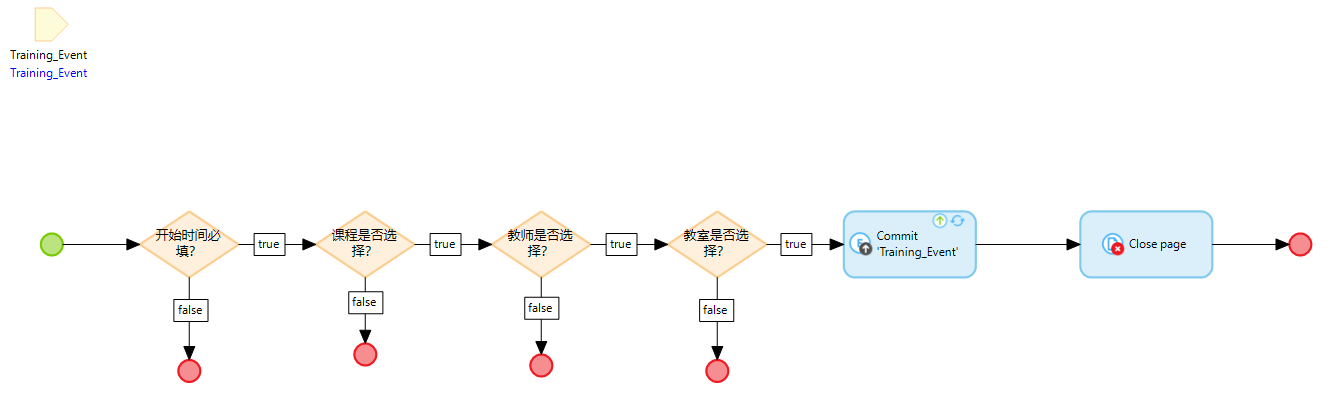 Training_Event
Training_Event
开始时间必
填?
true
课程是否选
择?
true
教师是否选
择?
true
教室是否选
择?
true
Commit
'Training_Event'
Close page
false
false
false
false